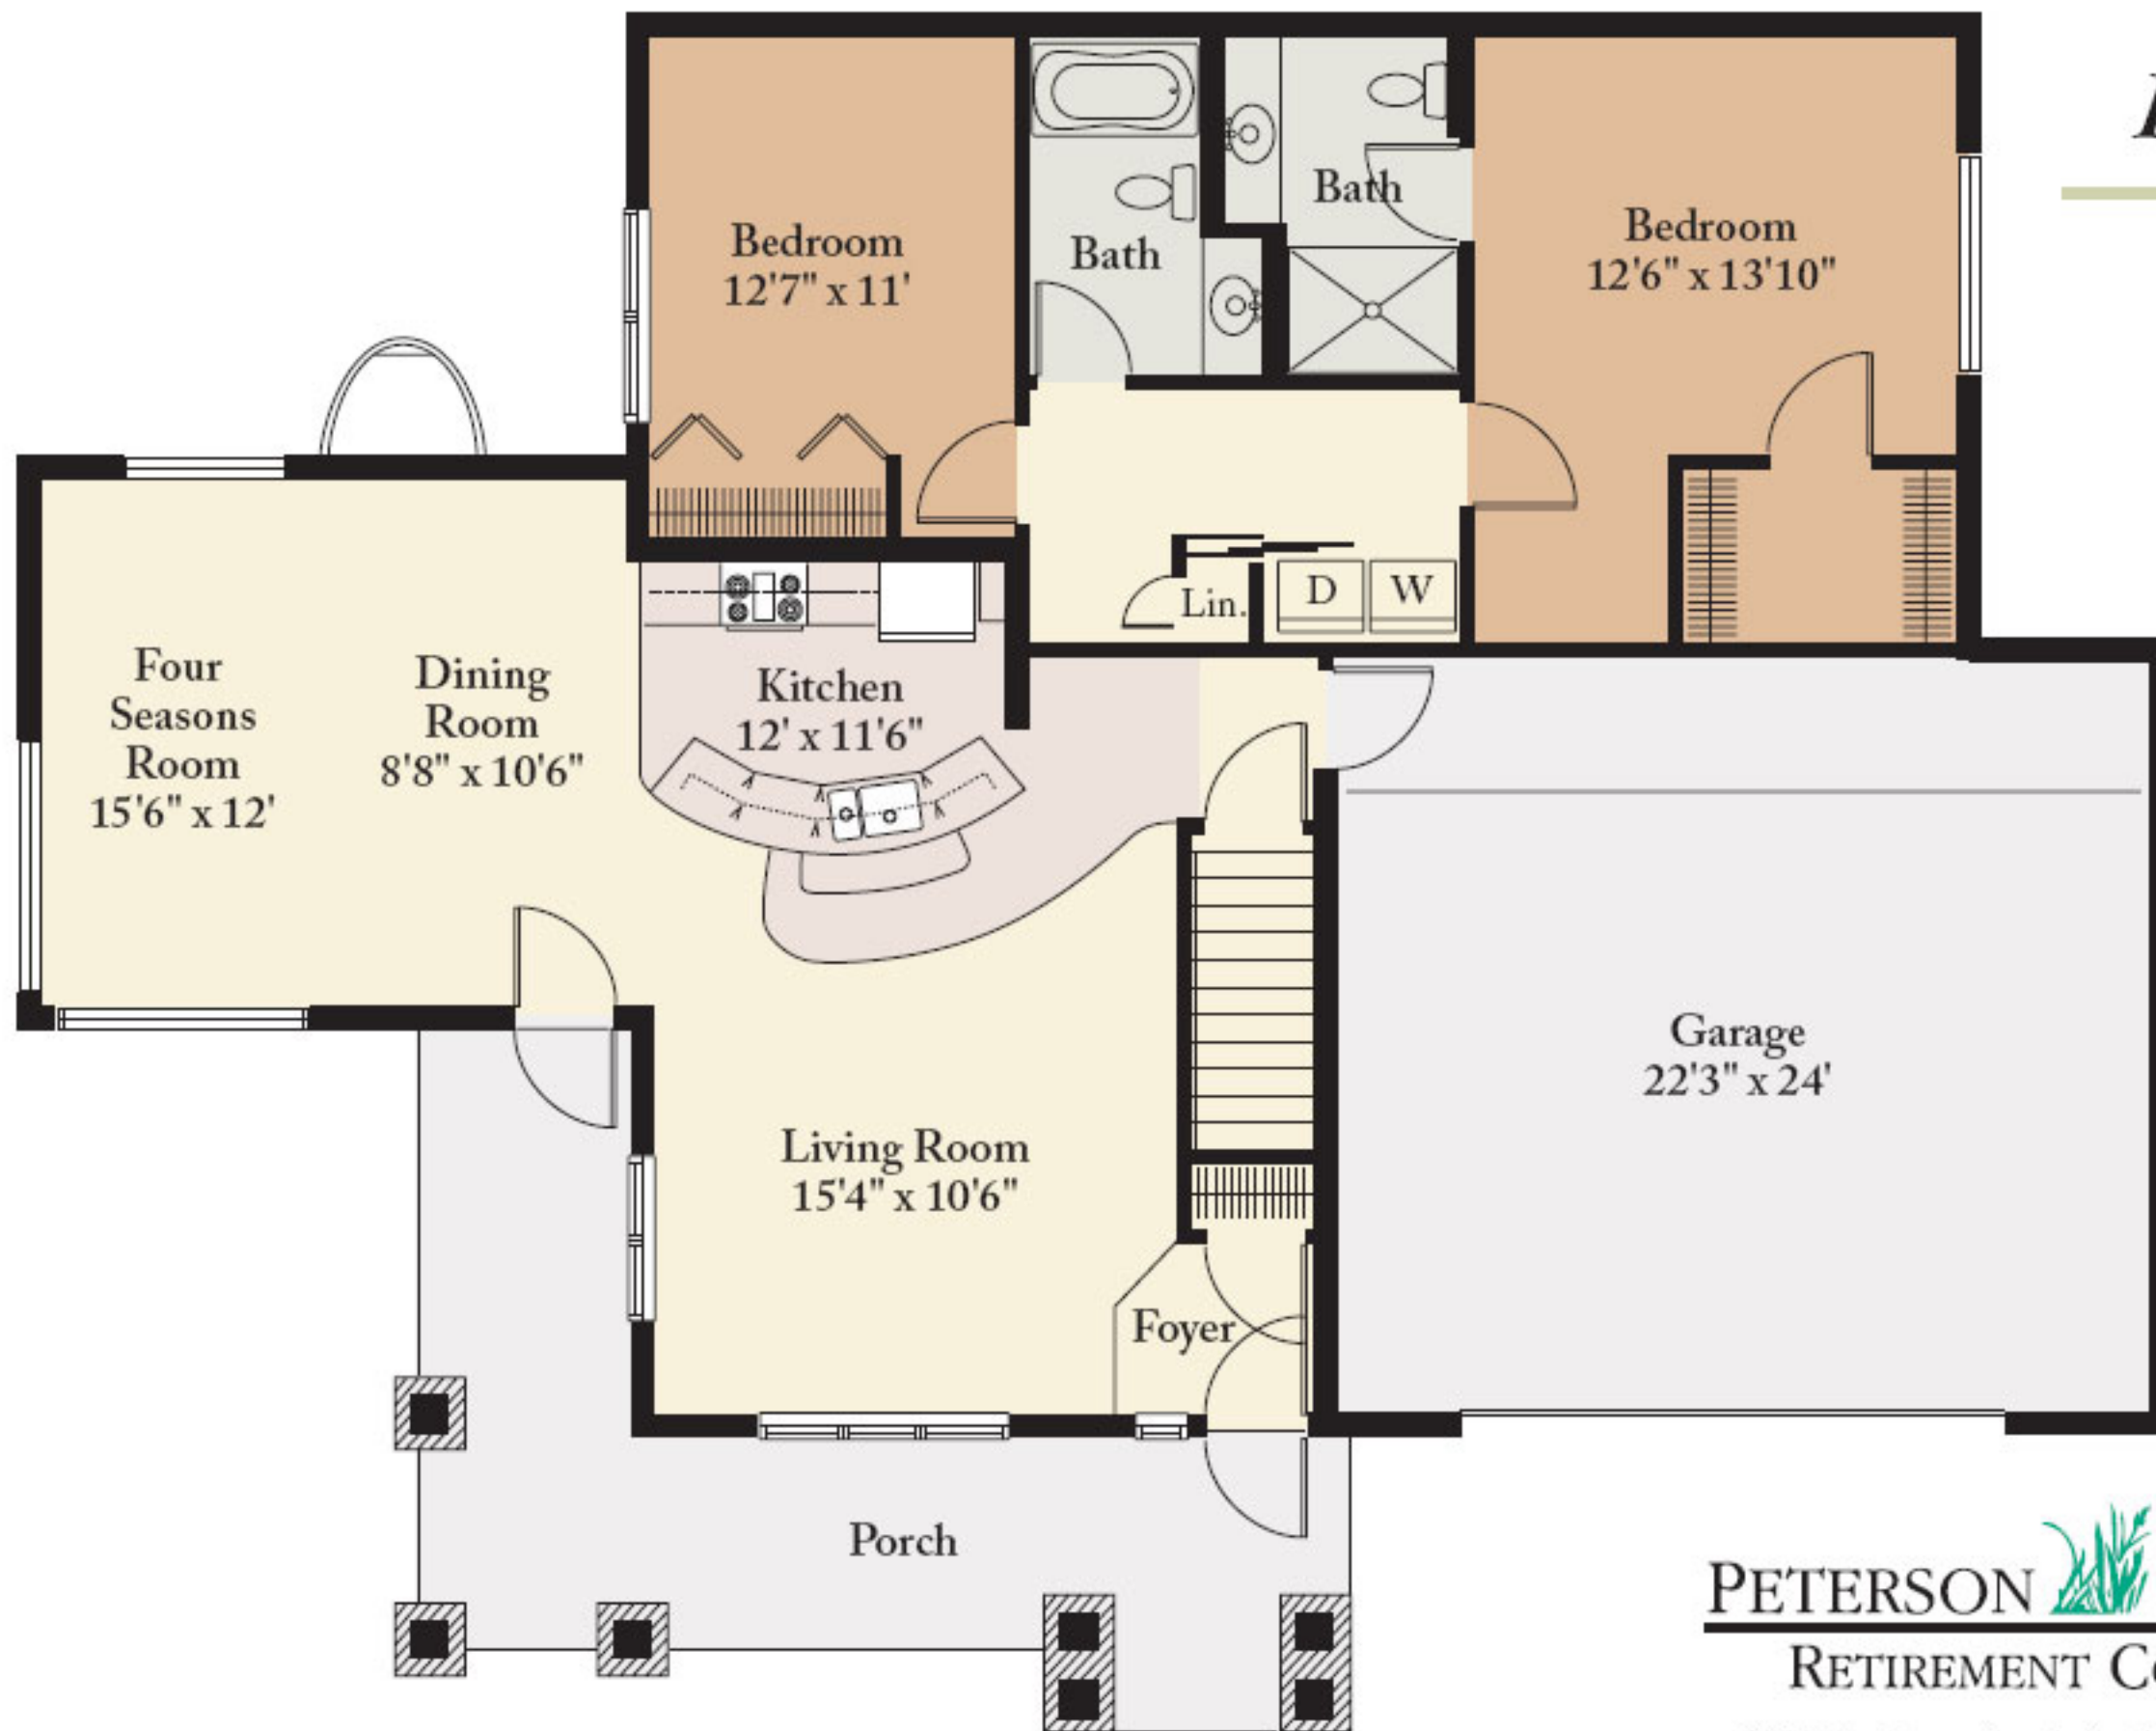 Bedroom
12'7" x 11'
Bath
Bath
Bedroom
12'6" x 13'10"
Lin.
D
W
Four
Seasons
Room
15'6" x 12'
Dining
Room
8'8" x 10'6"
Kitchen
12' x 11'6"
Living Room
15'4" x 10'6"
Foyer
Garage
22'3" x 24'
Porch
PETERSON
RETIREMENT